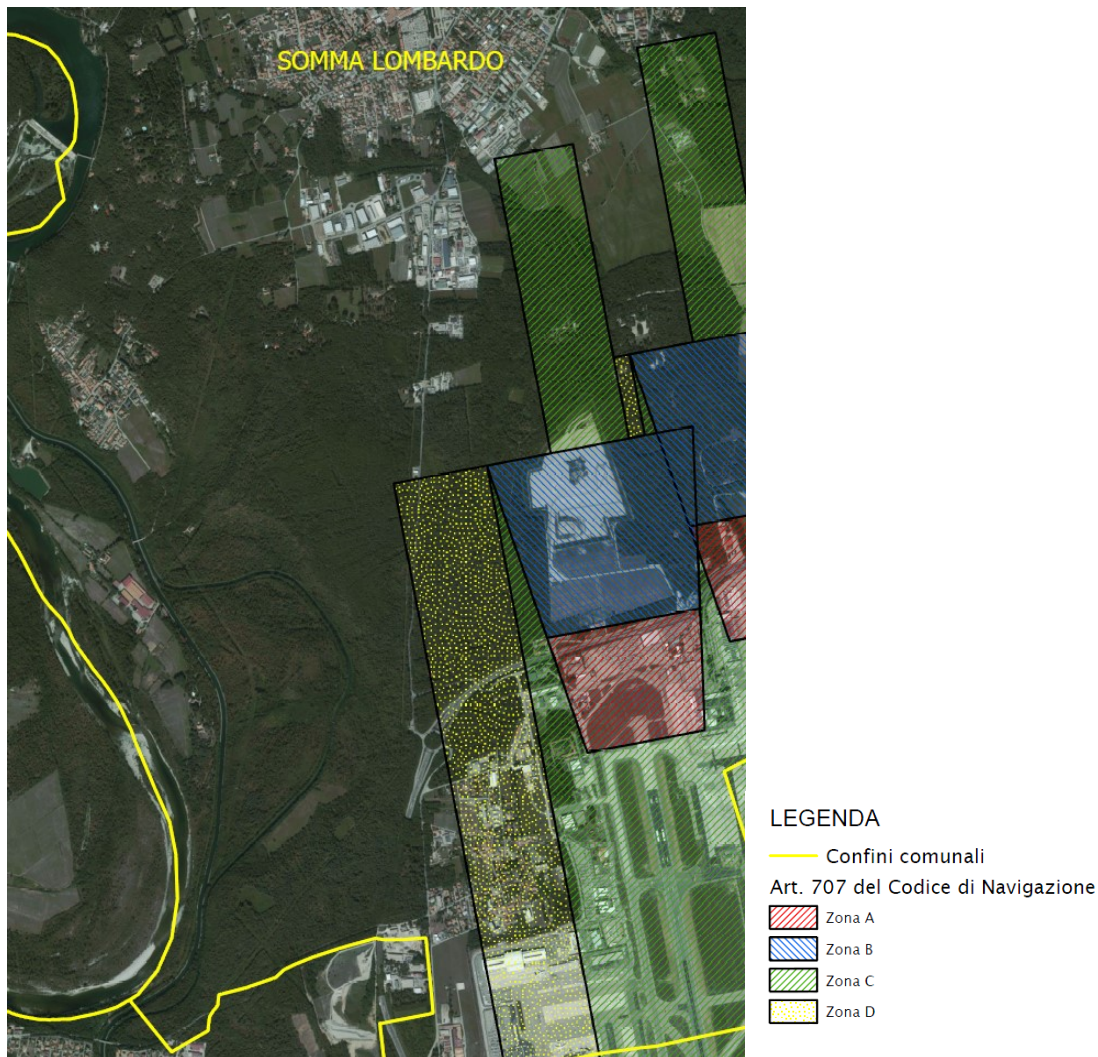 SOMMA LOMBARDO
LEGENDA
Confini comunali
Art. 707 del Codice di Navigazione
Zona A
Zona B
Zona C
Zona D